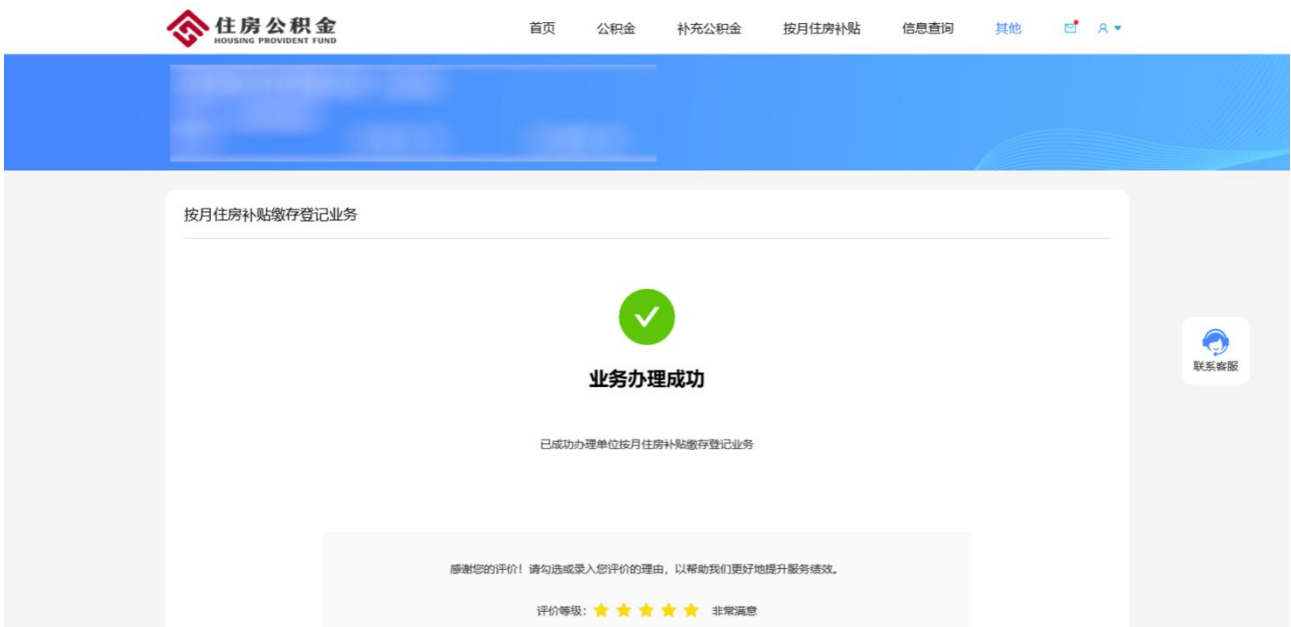 住房公积金
HOUSING PROVIDENT FUND
首页 公积金 补充公积金 按月住房补贴 信息查询 其他
按月住房补贴缴存登记业务
业务办理成功
联系客服
已成功办理单位按月住房补贴缴存登记业务
感谢您的评价！请勾选或录入您评价的理由，以帮助我们更好地提升服务绩效。
评价等级： 非常满意